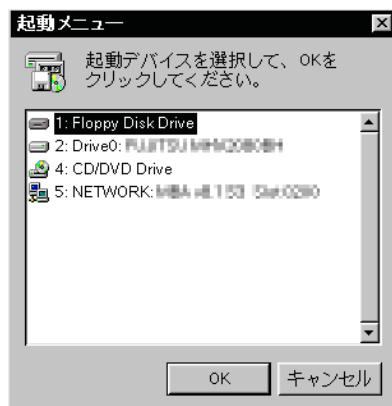 起動メニュー
起動デバイスを選択して、OKを
クリックしてください。
1: Floppy Disk Drive
2: Drive0:
4: CD/DVD Drive
5: NETWORK:
OK
キャンセル